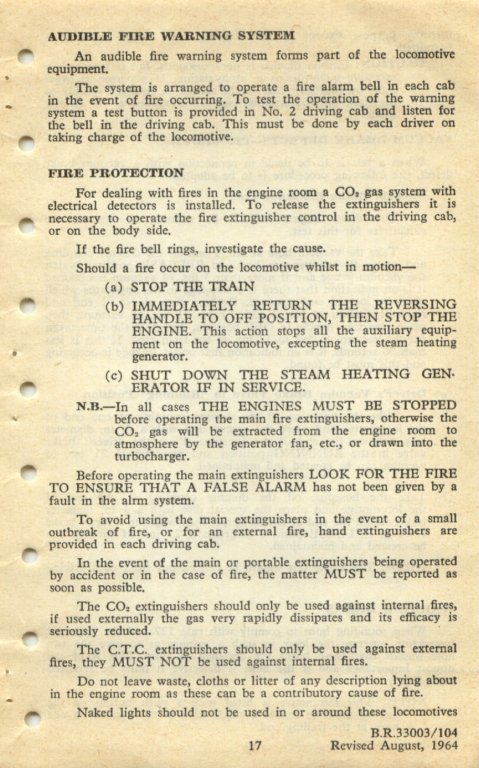 AUDIBLE FIRE WARNING SYSTEM
An audible fire warning system forms part of the locomotive
equipment.
The system is arranged to operate a fire alarm bell in each cab
in the event of fire occurring. To test the operation of the warning
system a test button is provided in No. 2 driving cab and listen for
the bell in the driving cab. This must be done by each driver on
taking charge of the locomotive.
FIRE PROTECTION
For dealing with fires in the engine room a CO₂ gas system with
electrical detectors is installed. To release the extinguishers it is
necessary to operate the fire extinguisher control in the driving cab,
or on the body side.
If the fire bell rings, investigate the cause.
Should a fire occur on the locomotive whilst in motion—
(a) STOP THE TRAIN
(b) IMMEDIATELY RETURN THE REVERSING
HANDLE TO OFF POSITION, THEN STOP THE
ENGINE. This action stops all the auxiliary equip-
ment on the locomotive, excepting the steam heating
generator.
(c) SHUT DOWN THE STEAM HEATING GEN-
ERATOR IF IN SERVICE.
N.B.—In all cases THE ENGINES MUST BE STOPPED
before operating the main fire extinguishers, otherwise the
CO₂ gas will be extracted from the engine room to
atmosphere by the generator fan, etc., or drawn into the
turbocharger.
Before operating the main extinguishers LOOK FOR THE FIRE
TO ENSURE THAT A FALSE ALARM has not been given by a
fault in the alrm system.
To avoid using the main extinguishers in the event of a small
outbreak of fire, or for an external fire, hand extinguishers are
provided in each driving cab.
In the event of the main or portable extinguishers being operated
by accident or in the case of fire, the matter MUST be reported as
soon as possible.
The CO₂ extinguishers should only be used against internal fires,
if used externally the gas very rapidly dissipates and its efficacy is
seriously reduced.
The C.T.C. extinguishers should only be used against external
fires, they MUST NOT be used against internal fires.
Do not leave waste, cloths or litter of any description lying about
in the engine room as these can be a contributory cause of fire.
Naked lights should not be used in or around these locomotives
B.R.33003/104
17 Revised August, 1964